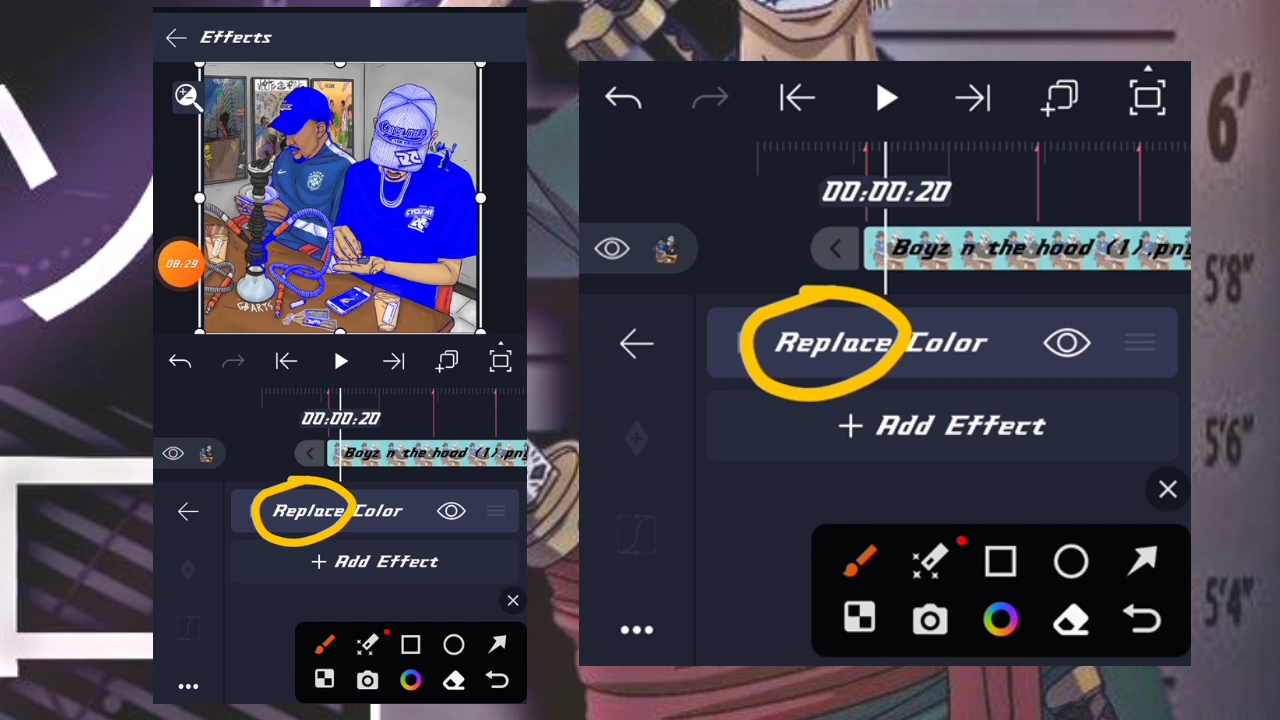 Effects
GBARTS
08:29
00:00:20
Boyz n the hood (1).png
Replace Color
+ Add Effect
00:00:20
Boyz n the hood (1).png
Replace Color
+ Add Effect
6'
5'8"
5'6"
5'4"